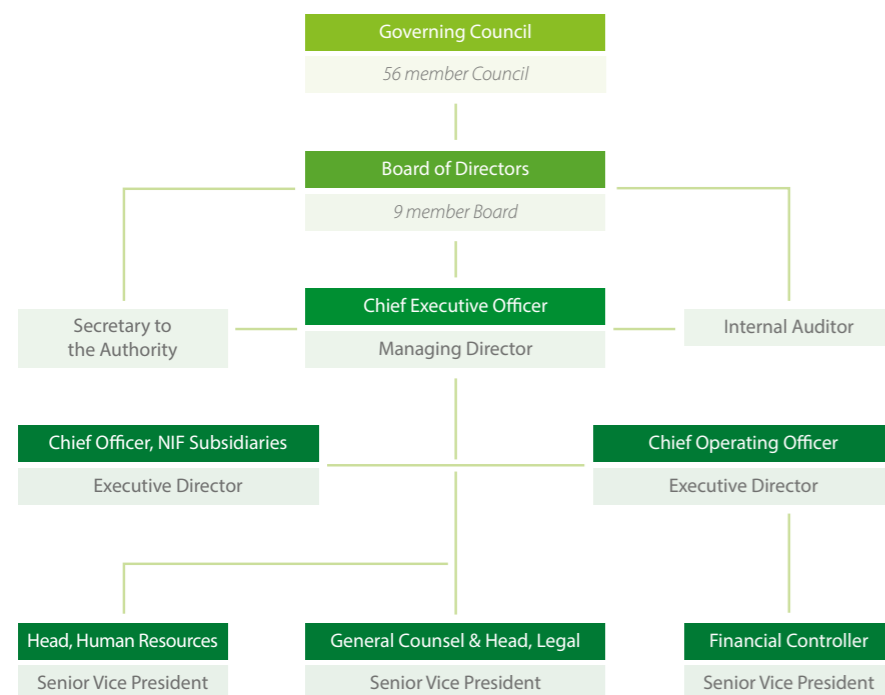 Governing Council
56 member Council
Board of Directors
9 member Board
Chief Executive Officer
Managing Director
Secretary to
the Authority
Internal Auditor
Chief Officer, NIF Subsidiaries
Executive Director
Chief Operating Officer
Executive Director
Head, Human Resources
Senior Vice President
General Counsel & Head, Legal
Senior Vice President
Financial Controller
Senior Vice President